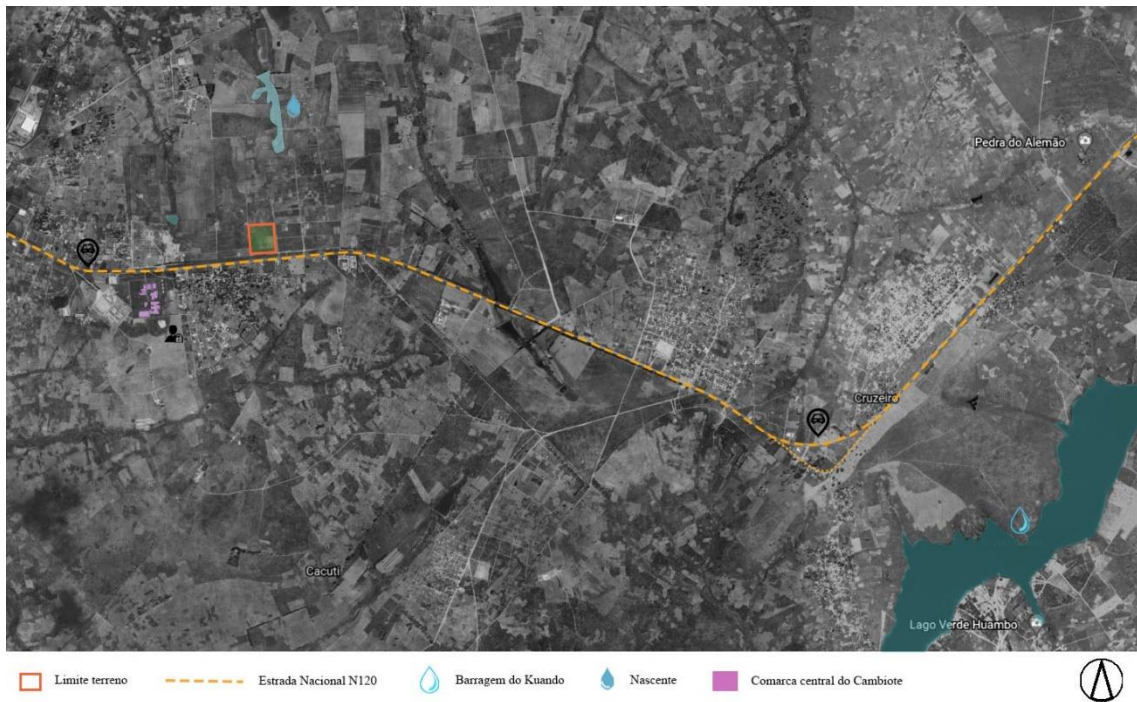 Pedra do Alemão
Cruzeiro
Cacuti
Lago Verde Huambo
Limite terreno
Estrada Nacional N120
Barragem do Kuando
Nascente
Comarca central do Cambiote